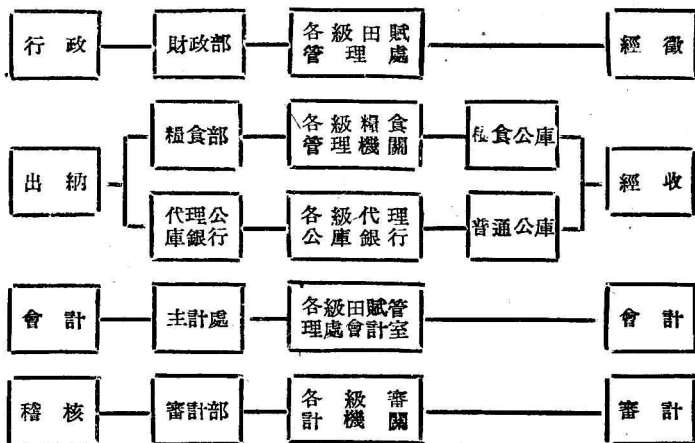 行政
財政部
各級田賦
管理處
經徵
出納
糧食部
各級糧食
管理機關
食公庫
經收
代理公
庫銀行
各級代理
公庫銀行
普通公庫
會計
主計處
各級田賦管
理處會計室
會計
稽核
審計部
各級審
計機關
審計